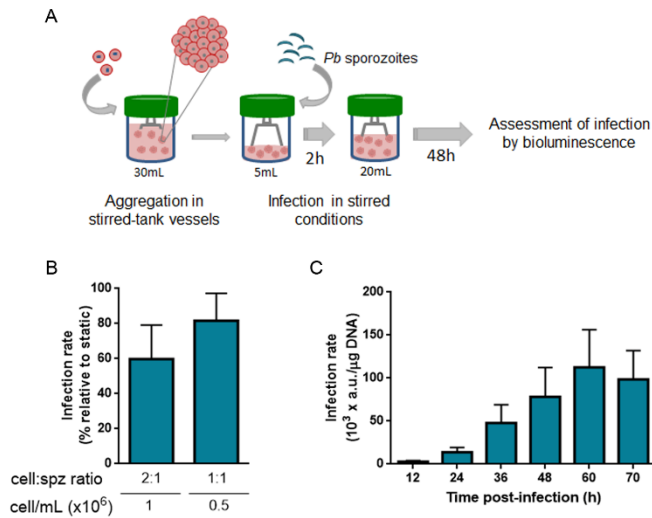 A
Pb sporozoites
30mL
5mL
2h
20mL
48h
Assessment of infection
by bioluminescence
Aggregation in
stirred-tank vessels
Infection in stirred
conditions
B
Infection rate
(% relative to static)
100
80
60
40
20
0
cell:spz ratio 2:1 1:1
cell/mL (x10⁶) 1 0.5
C
Infection rate
(10³ x a.u./µg DNA)
200
150
100
50
0
12 24 36 48 60 70
Time post-infection (h)